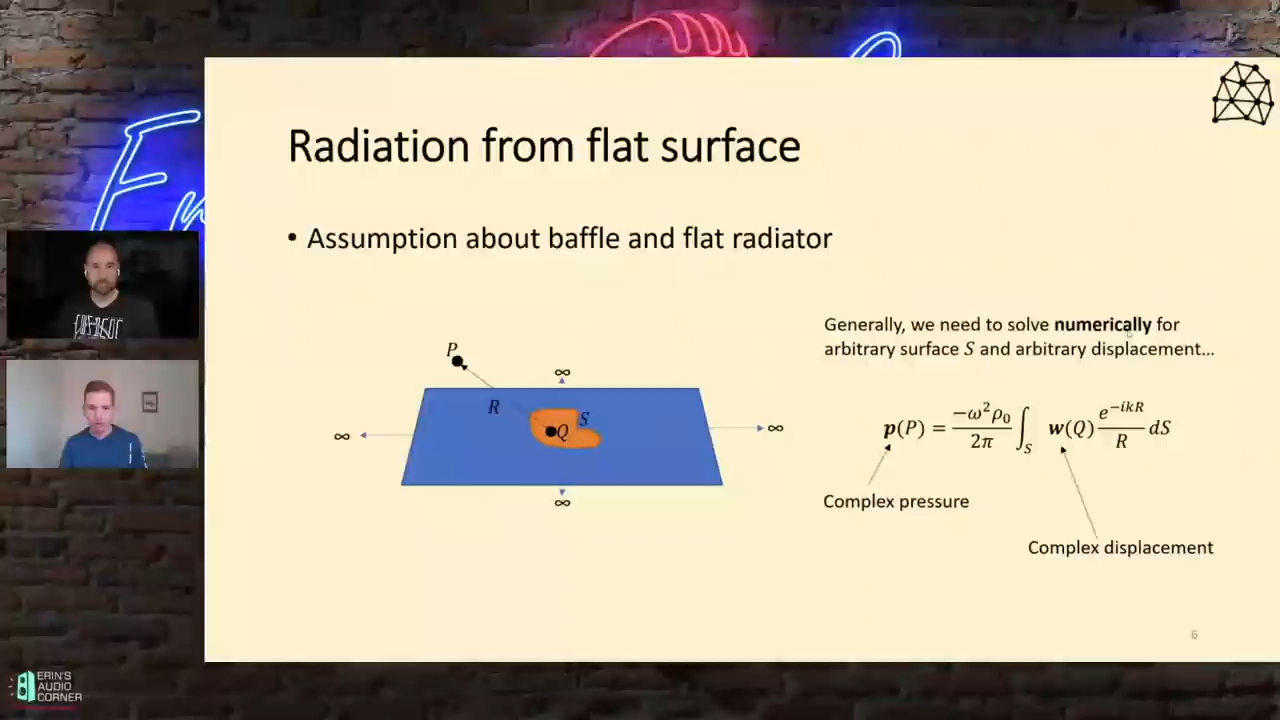 Radiation from flat surface
• Assumption about baffle and flat radiator
Generally, we need to solve numerically for
arbitrary surface S and arbitrary displacement…
P
∞
R
S
Q
∞
∞
∞
p(P) = −ω²ρ₀/2π ∫_S w(Q) e^{−ikR}/R dS
Complex pressure
Complex displacement
6
ERIN'S
AUDIO
CORNER